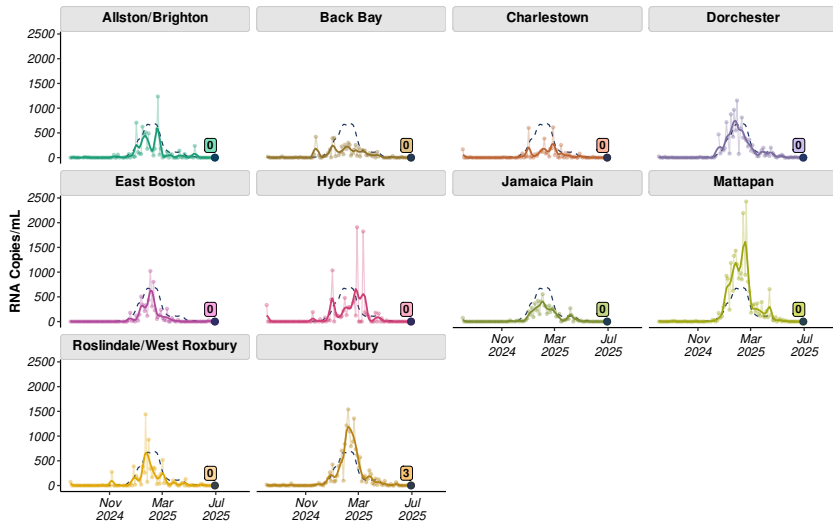 Allston/Brighton Back Bay Charlestown Dorchester
2500
2000
1500
1000
500
0
0 0 0 0
East Boston Hyde Park Jamaica Plain Mattapan
RNA Copies/mL
2500
2000
1500
1000
500
0
0 0 0 0
Nov Mar Jul Nov Mar Jul
2024 2025 2025 2024 2025 2025
Roslindale/West Roxbury Roxbury
2500
2000
1500
1000
500
0
0 3
Nov Mar Jul Nov Mar Jul
2024 2025 2025 2024 2025 2025